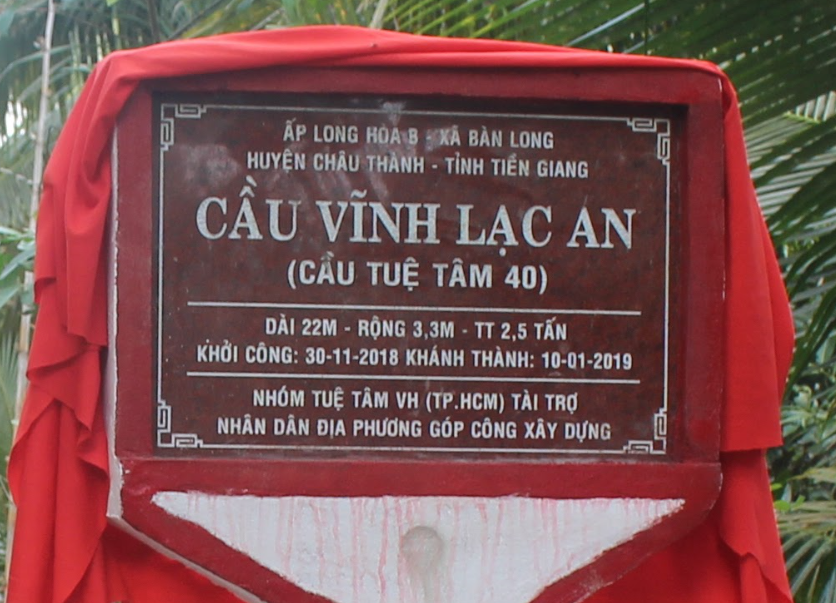 ẤP LONG HÒA B - XÃ BÀN LONG
HUYỆN CHÂU THÀNH - TỈNH TIỀN GIANG
CẦU VĨNH LẠC AN
(CẦU TUỆ TÂM 40)
DÀI 22M - RỘNG 3,3M - TT 2,5 TẤN
KHỞI CÔNG: 30-11-2018 KHÁNH THÀNH: 10-01-2019
NHÓM TUỆ TÂM VH (TP.HCM) TÀI TRỢ
NHÂN DÂN ĐỊA PHƯƠNG GÓP CÔNG XÂY DỰNG